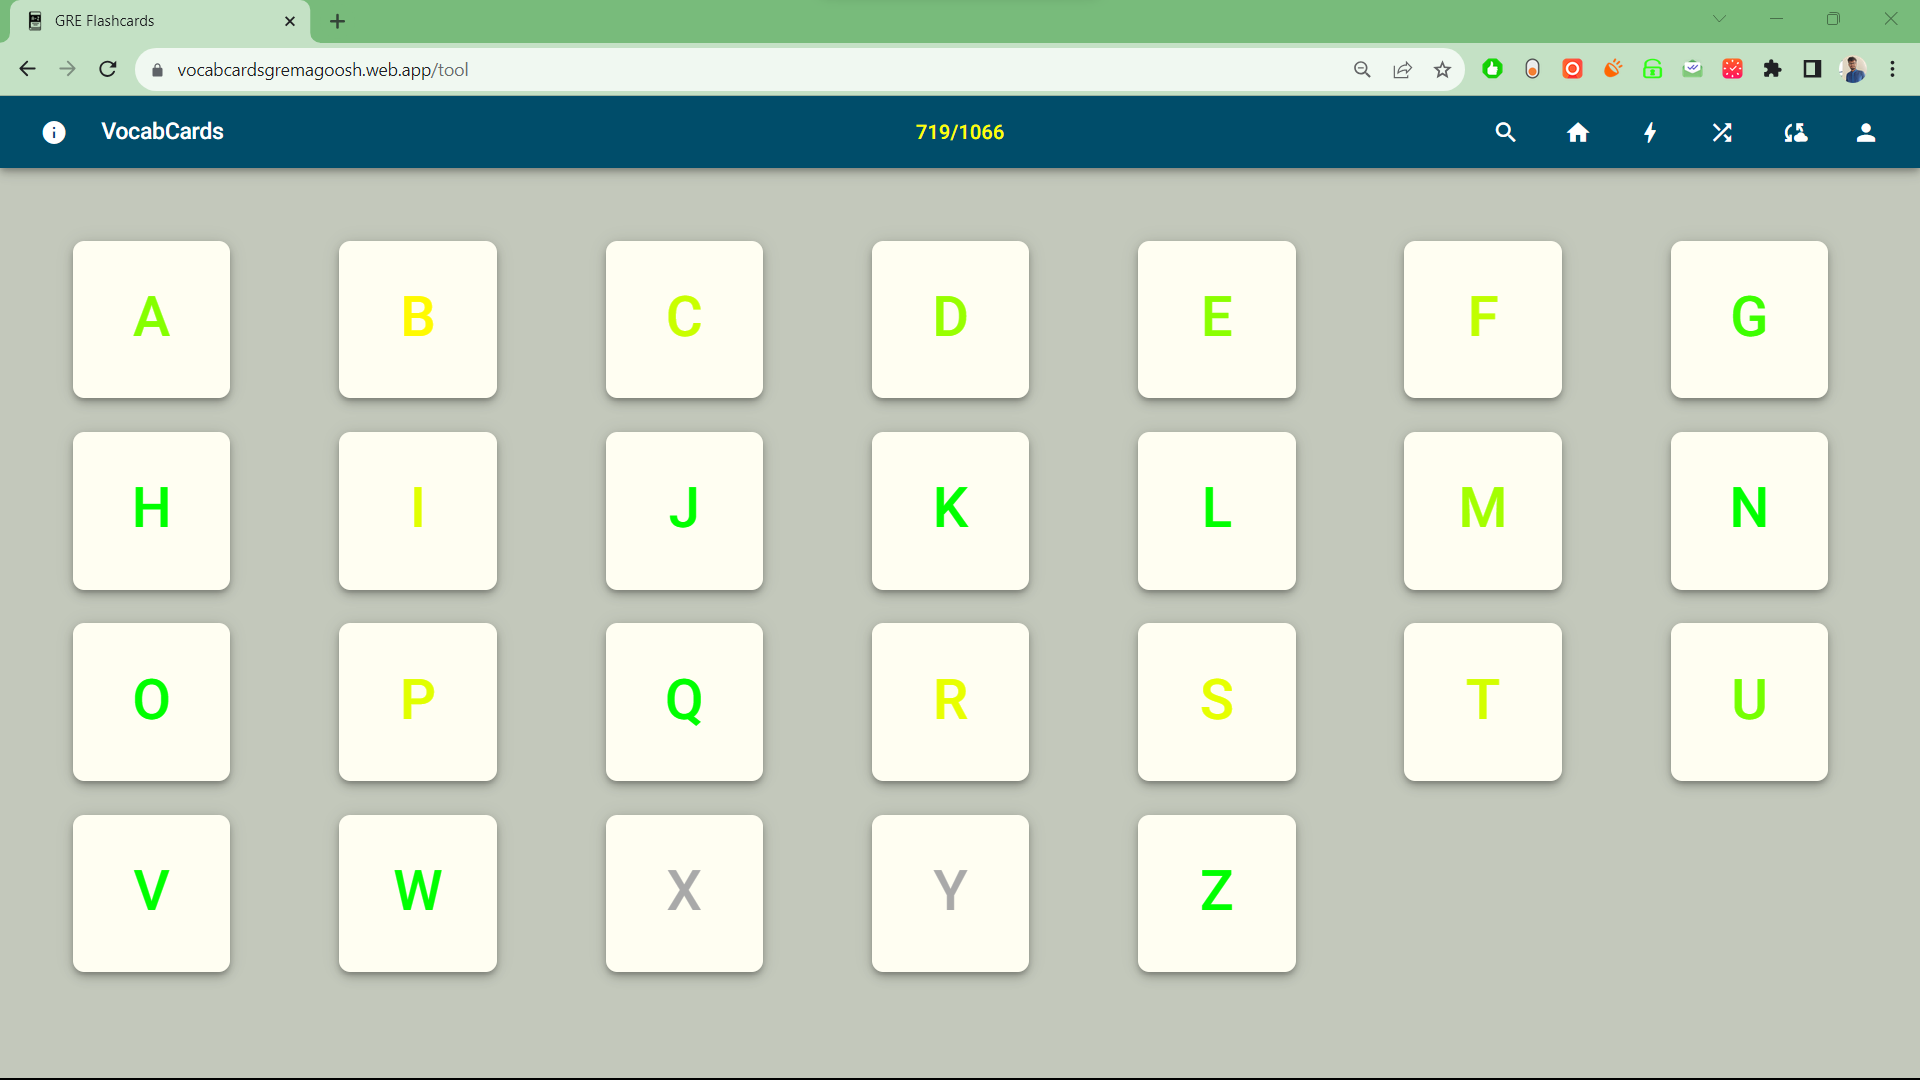 GRE Flashcards
vocabcardsgremagoosh.web.app/tool
VocabCards
719/1066
A B C D E F G
H I J K L M N
O P Q R S T U
V W X Y Z